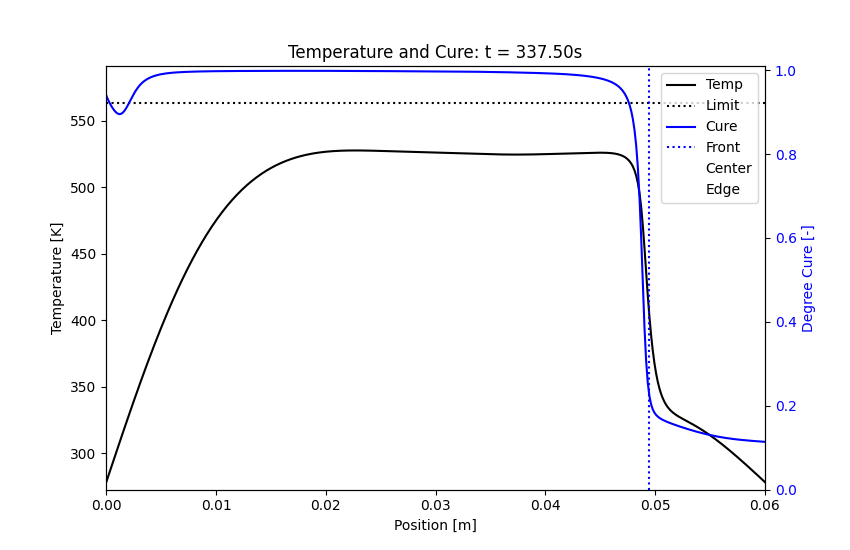 Temperature and Cure: t = 337.50s
Temperature [K]
550
500
450
400
350
300
Temp
Limit
Cure
Front
Center
Edge
1.0
0.8
0.6
0.4
0.2
0.0
Degree Cure [-]
0.00
0.01
0.02
0.03
0.04
0.05
0.06
Position [m]